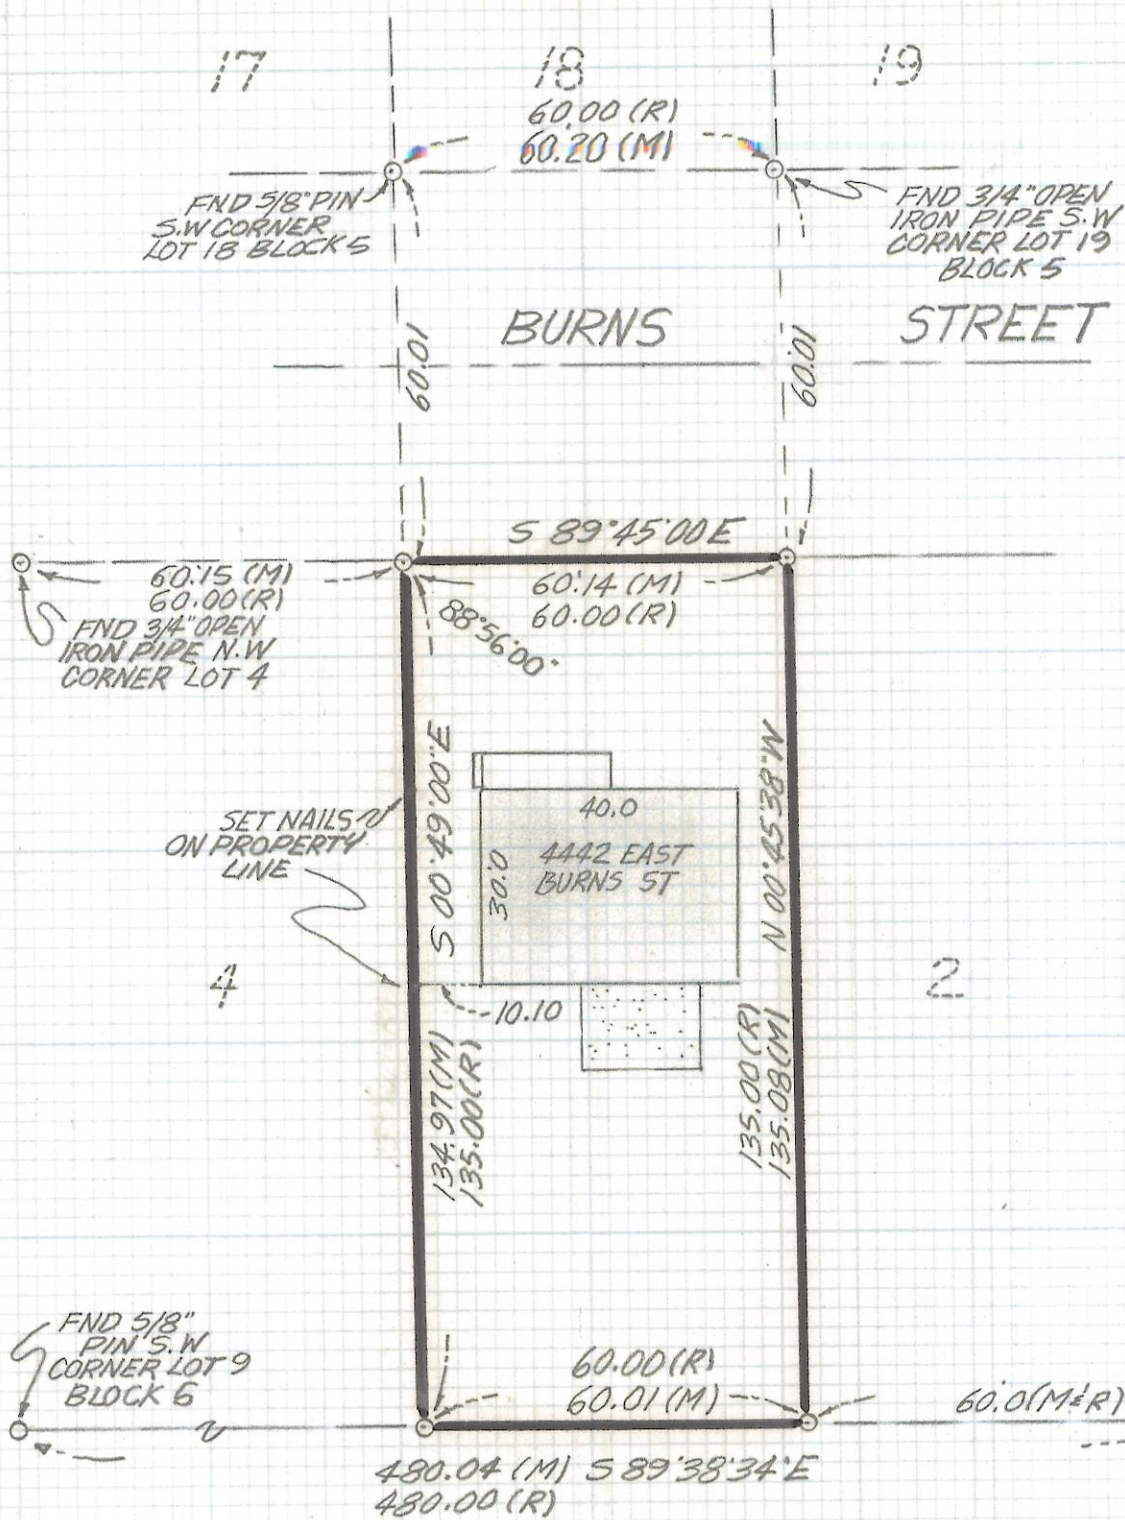 17
18
19
60.00 (R)
60.20 (M)
FND 5/8" PIN
S.W CORNER
LOT 18 BLOCK 5
FND 3/4" OPEN
IRON PIPE S.W
CORNER LOT 19
BLOCK 5
BURNS STREET
60.01
60.01
S 89°45'00 E
60.15 (M)
60.00 (R)
60.14 (M)
60.00 (R)
FND 3/4" OPEN
IRON PIPE N.W
CORNER LOT 4
88°56'00"
S 00°49'00"E
N 00°45'38"W
SET NAILS
ON PROPERTY
LINE
40.0
30.0
4442 EAST
BURNS ST
4
2
10.10
134.97(M)
135.00(R)
135.00(R)
135.08(M)
FND 5/8"
PIN S.W
CORNER LOT 9
BLOCK 6
60.00(R)
60.01 (M)
60.0(M&R)
480.04 (M) S 89°38'34"E
480.00 (R)